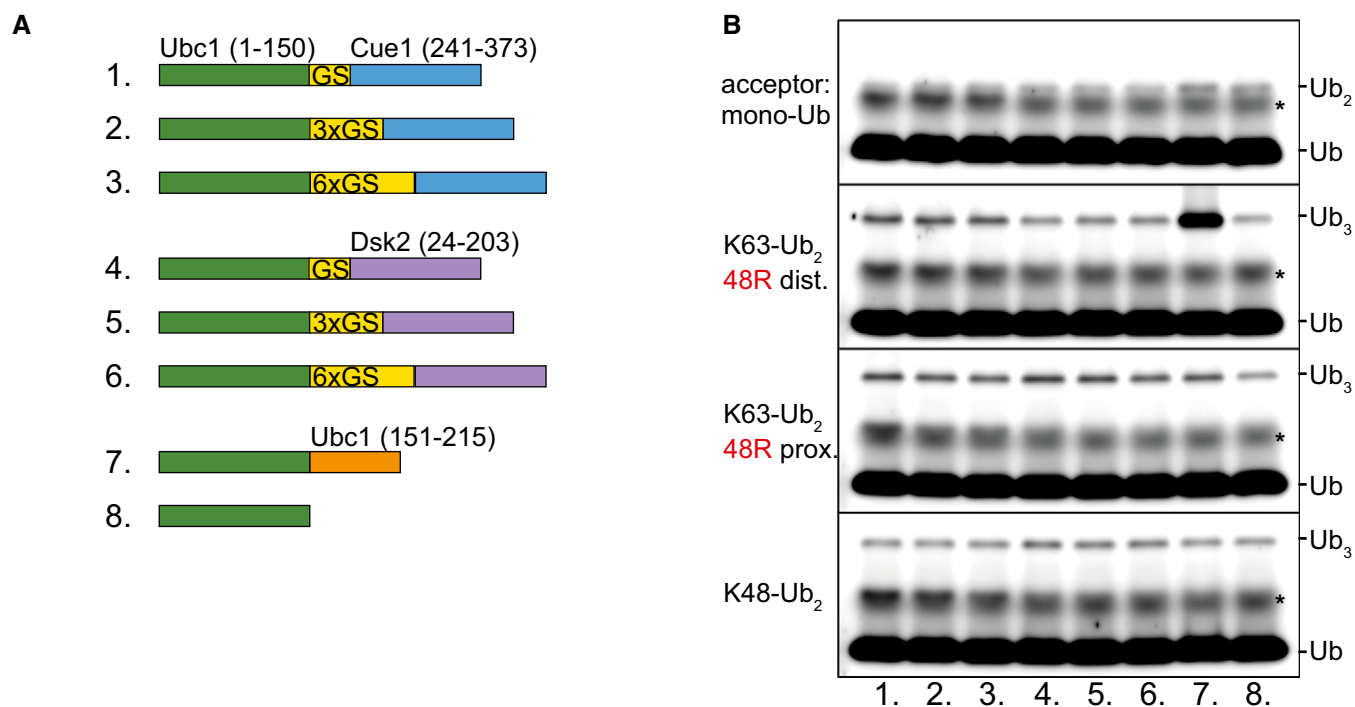 A
Ubc1 (1-150) Cue1 (241-373)
1. GS
2. 3xGS
3. 6xGS
Dsk2 (24-203)
4. GS
5. 3xGS
6. 6xGS
Ubc1 (151-215)
7.
8.
B
acceptor:
mono-Ub
Ub2
*
Ub
K63-Ub2
48R dist.
Ub3
*
Ub
K63-Ub2
48R prox.
Ub3
*
Ub
K48-Ub2
Ub3
*
Ub
1. 2. 3. 4. 5. 6. 7. 8.